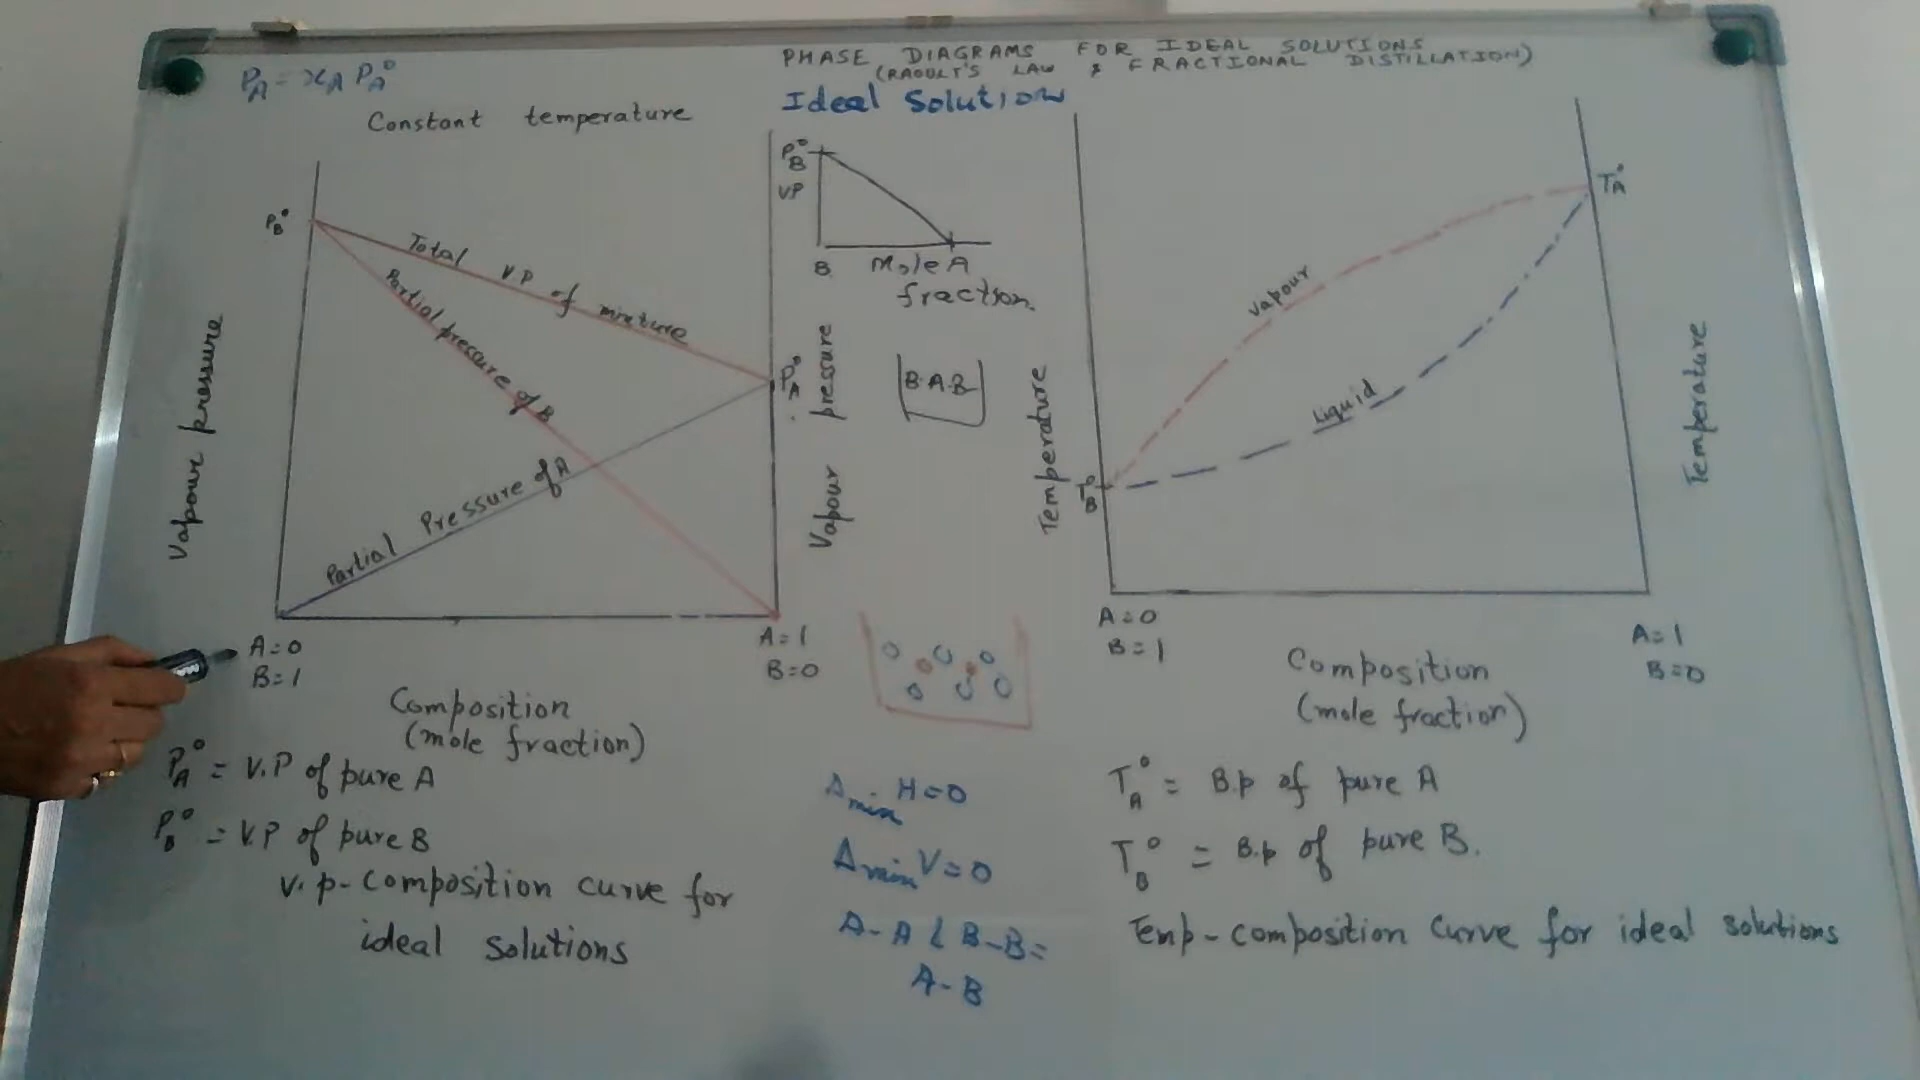 PHASE DIAGRAMS FOR IDEAL SOLUTIONS
(RAOULT'S LAW & FRACTIONAL DISTILLATION)
P_A = x_A P_A°
Ideal Solution
Constant temperature
P_B°
Total V.P of mixture
Partial pressure of B
Partial Pressure of A
P_A°
Vapour pressure
Vapour pressure
A=0
B=1
A=1
B=0
Composition
(mole fraction)
P_A° = V.P of pure A
P_B° = V.P of pure B
V.p-Composition curve for
ideal solutions
P_B°
VP
B Mole A
fraction
B-A-B
Δmix H=0
Δmix V=0
A-A & B-B=
A-B
T_A°
Vapour
Liquid
T_B°
Temperature
Temperature
A=0
B=1
A=1
B=0
Composition
(mole fraction)
T_A° = B.p of pure A
T_B° = B.p of pure B.
Temp-composition curve for ideal solutions